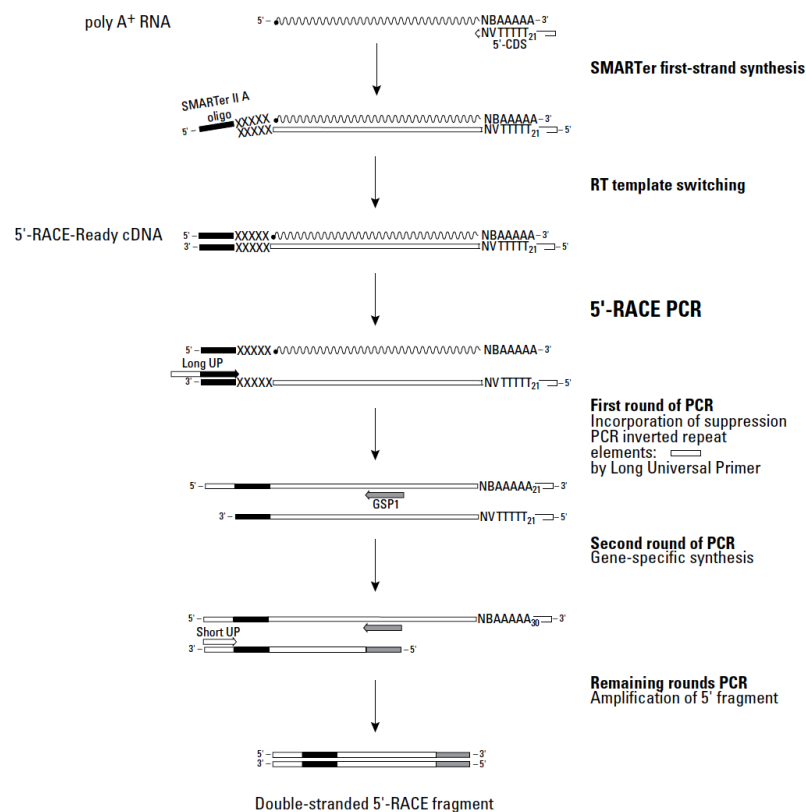 poly A+ RNA
5' – NBAAAAA –3'
NVTTTTT21
5'-CDS
SMARTer first-strand synthesis
SMARTer II A
oligo
5' – XXXXX NBAAAAA –3'
XXXXX NVTTTTT21 –5'
RT template switching
5'-RACE-Ready cDNA
5' – XXXXX NBAAAAA –3'
3' – XXXXX NVTTTTT21 –5'
5'-RACE PCR
5' – XXXXX NBAAAAA –3'
Long UP
3' – XXXXX NVTTTTT21 –5'
First round of PCR
Incorporation of suppression
PCR inverted repeat
elements:
by Long Universal Primer
5' – NBAAAAA21 –3'
GSP1
3' – NVTTTTT21 –5'
Second round of PCR
Gene-specific synthesis
5' – NBAAAAA30 –3'
Short UP
3' – –5'
Remaining rounds PCR
Amplification of 5' fragment
5' – –3'
3' – –5'
Double-stranded 5'-RACE fragment